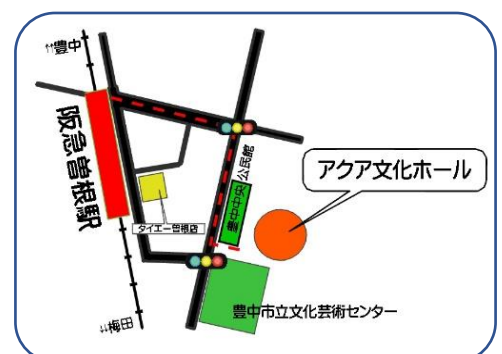 ⇈豊中
阪急曽根駅
ダイエー曽根店
豊中中央公民館
アクア文化ホール
豊中市立文化芸術センター
⇈梅田